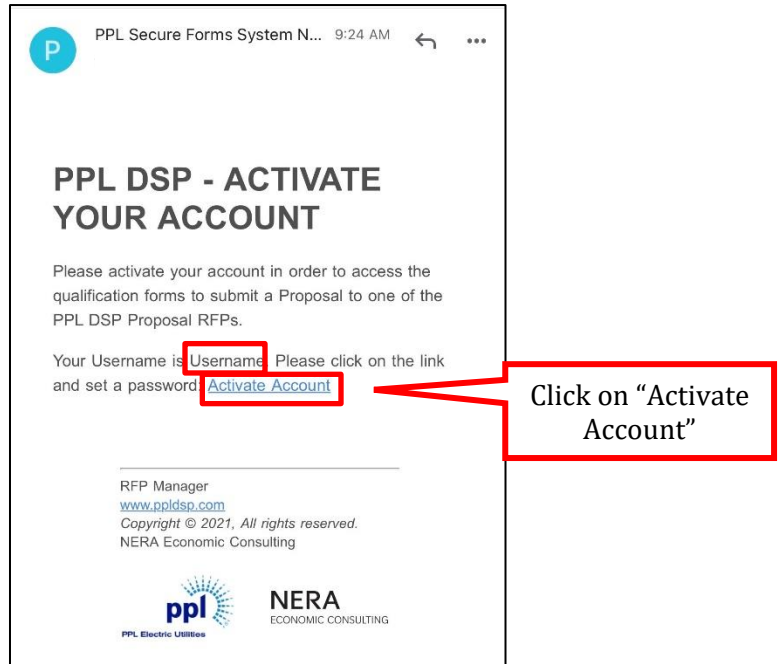 P
PPL Secure Forms System N... 9:24 AM
PPL DSP - ACTIVATE
YOUR ACCOUNT
Please activate your account in order to access the
qualification forms to submit a Proposal to one of the
PPL DSP Proposal RFPs.
Your Username is Username. Please click on the link
and set a password: Activate Account
Click on “Activate
Account”
RFP Manager
www.ppldsp.com
Copyright © 2021, All rights reserved.
NERA Economic Consulting
ppl
PPL Electric Utilities
NERA
ECONOMIC CONSULTING